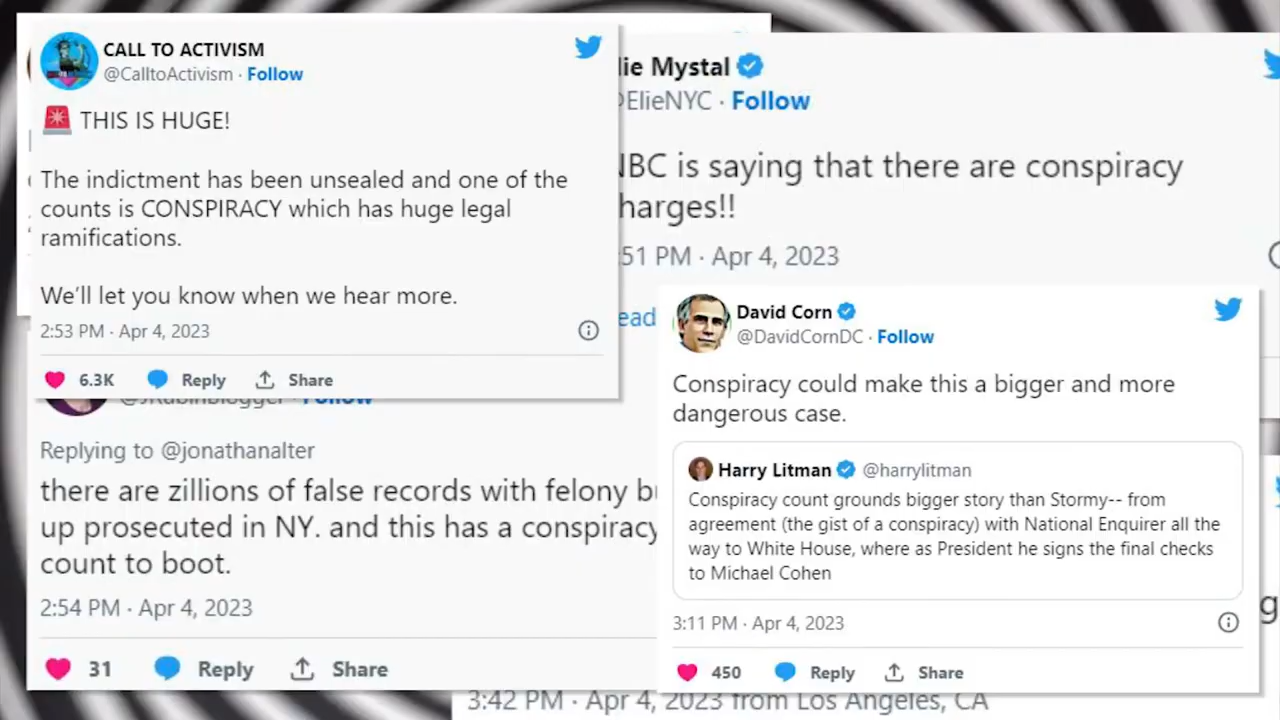 CALL TO ACTIVISM
@CalltoActivism · Follow
🚨 THIS IS HUGE!
The indictment has been unsealed and one of the
counts is CONSPIRACY which has huge legal
ramifications.
We'll let you know when we hear more.
2:53 PM · Apr 4, 2023
6.3K Reply Share
lie Mystal
@ElieNYC · Follow
NBC is saying that there are conspiracy
charges!!
:51 PM · Apr 4, 2023
ead
@JRubinBlogger · Follow
Replying to @jonathanalter
there are zillions of false records with felony bu
up prosecuted in NY. and this has a conspiracy
count to boot.
2:54 PM · Apr 4, 2023
31 Reply Share
David Corn
@DavidCornDC · Follow
Conspiracy could make this a bigger and more
dangerous case.
Harry Litman @harrylitman
Conspiracy count grounds bigger story than Stormy-- from
agreement (the gist of a conspiracy) with National Enquirer all the
way to White House, where as President he signs the final checks
to Michael Cohen
3:11 PM · Apr 4, 2023
450 Reply Share
3:42 PM · Apr 4, 2023 from Los Angeles, CA